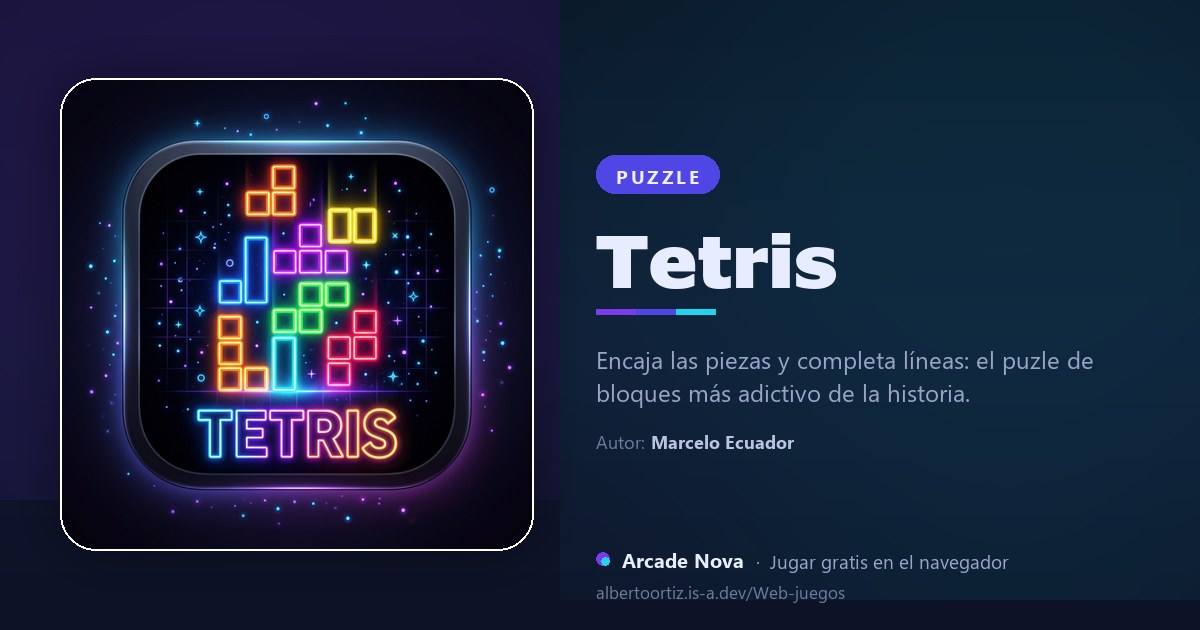 TETRIS
PUZZLE
Tetris
Encaja las piezas y completa líneas: el puzle de
bloques más adictivo de la historia.
Autor: Marcelo Ecuador
Arcade Nova · Jugar gratis en el navegador
albertoortiz.is-a.dev/Web-juegos